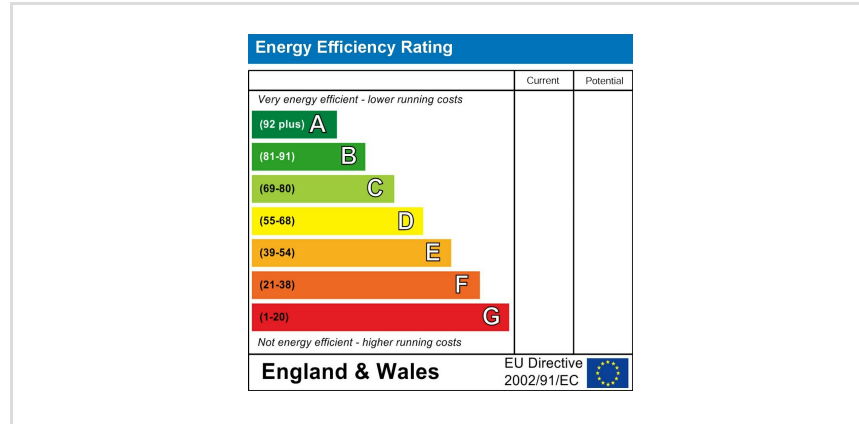 Energy Efficiency Rating
Current Potential
Very energy efficient - lower running costs
(92 plus) A
(81-91) B
(69-80) C
(55-68) D
(39-54) E
(21-38) F
(1-20) G
Not energy efficient - higher running costs
England & Wales
EU Directive
2002/91/EC